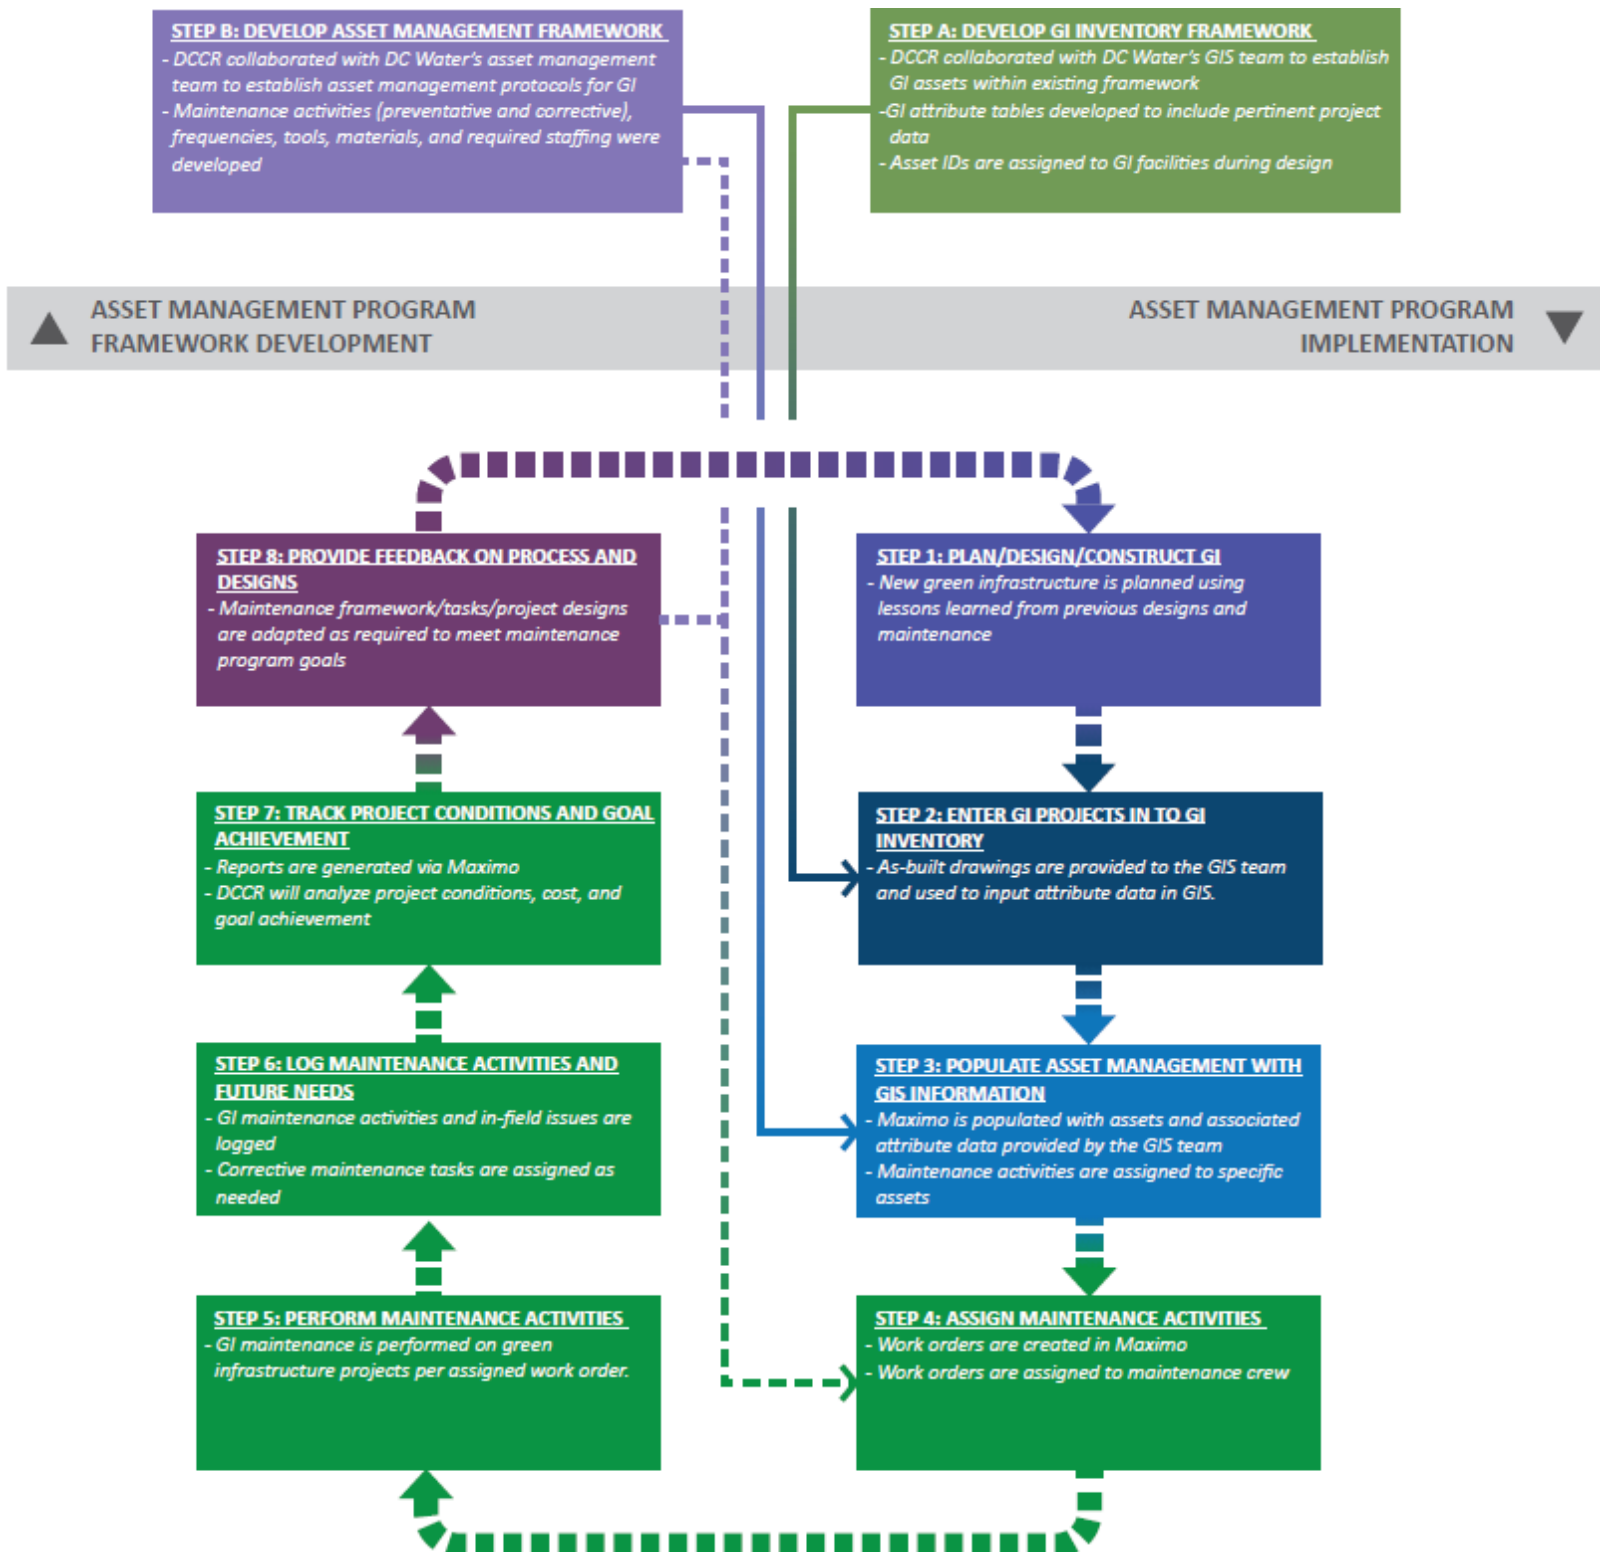 STEP B: DEVELOP ASSET MANAGEMENT FRAMEWORK
- DCCR collaborated with DC Water's asset management
team to establish asset management protocols for GI
- Maintenance activities (preventative and corrective),
frequencies, tools, materials, and required staffing were
developed
STEP A: DEVELOP GI INVENTORY FRAMEWORK
- DCCR collaborated with DC Water's GIS team to establish
GI assets within existing framework
-GI attribute tables developed to include pertinent project
data
- Asset IDs are assigned to GI facilities during design
ASSET MANAGEMENT PROGRAM
FRAMEWORK DEVELOPMENT
ASSET MANAGEMENT PROGRAM
IMPLEMENTATION
STEP 8: PROVIDE FEEDBACK ON PROCESS AND
DESIGNS
- Maintenance framework/tasks/project designs
are adapted as required to meet maintenance
program goals
STEP 1: PLAN/DESIGN/CONSTRUCT GI
- New green infrastructure is planned using
lessons learned from previous designs and
maintenance
STEP 7: TRACK PROJECT CONDITIONS AND GOAL
ACHIEVEMENT
- Reports are generated via Maximo
- DCCR will analyze project conditions, cost, and
goal achievement
STEP 2: ENTER GI PROJECTS IN TO GI
INVENTORY
- As-built drawings are provided to the GIS team
and used to input attribute data in GIS.
STEP 6: LOG MAINTENANCE ACTIVITIES AND
FUTURE NEEDS
- GI maintenance activities and in-field issues are
logged
- Corrective maintenance tasks are assigned as
needed
STEP 3: POPULATE ASSET MANAGEMENT WITH
GIS INFORMATION
- Maximo is populated with assets and associated
attribute data provided by the GIS team
- Maintenance activities are assigned to specific
assets
STEP 5: PERFORM MAINTENANCE ACTIVITIES
- GI maintenance is performed on green
infrastructure projects per assigned work order.
STEP 4: ASSIGN MAINTENANCE ACTIVITIES
- Work orders are created in Maximo
- Work orders are assigned to maintenance crew